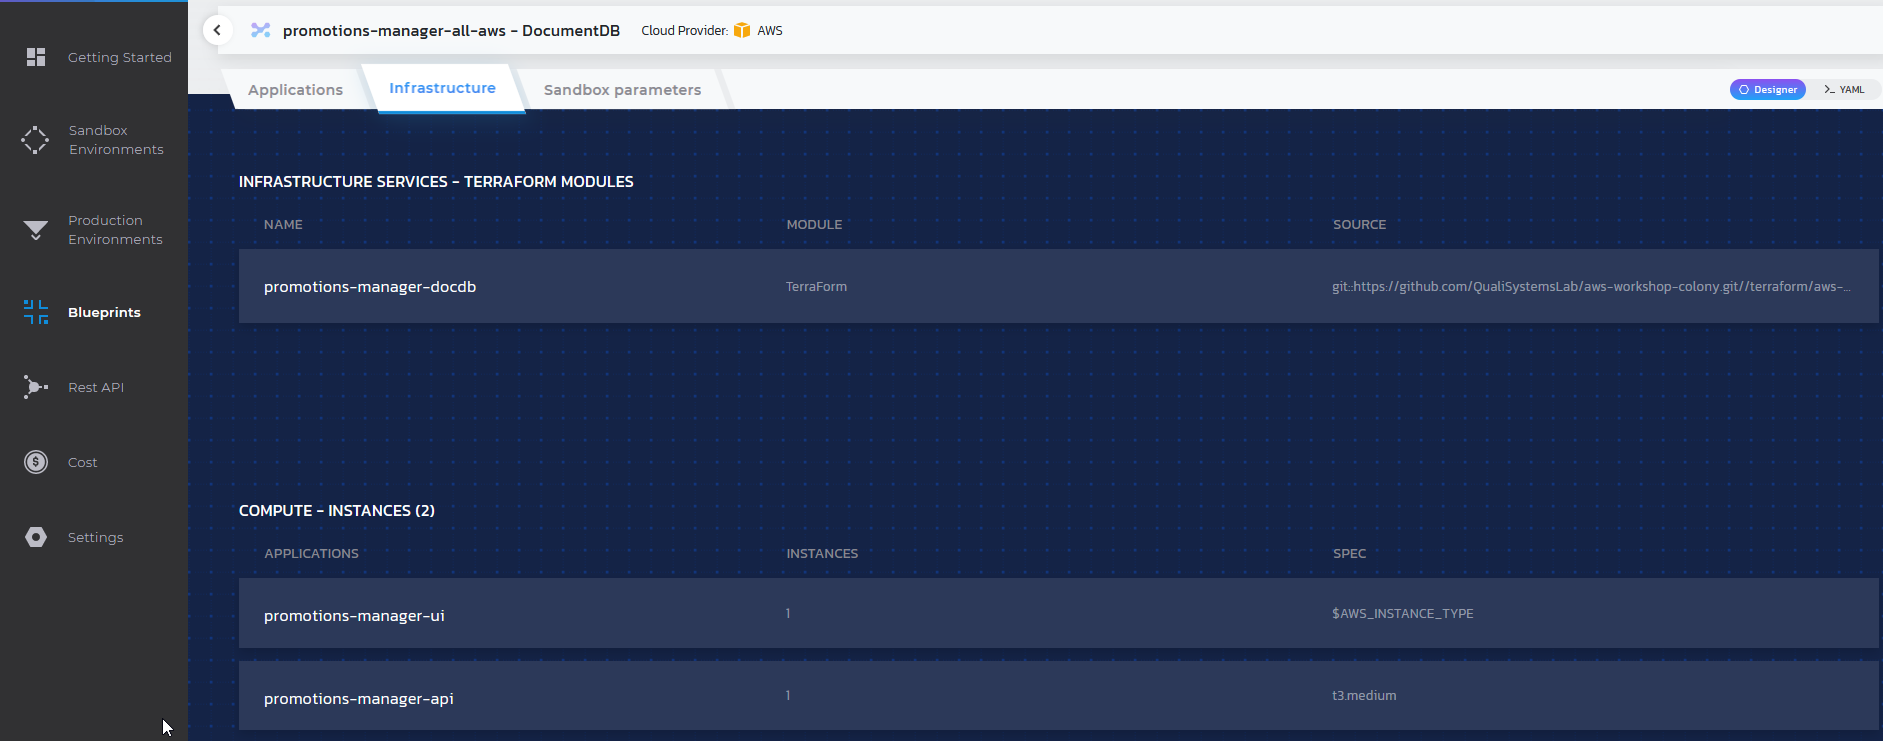 promotions-manager-all-aws - DocumentDB Cloud Provider: AWS
Getting Started
Sandbox
Environments
Production
Environments
Blueprints
Rest API
Cost
Settings
Applications Infrastructure Sandbox parameters
Designer >_ YAML
INFRASTRUCTURE SERVICES - TERRAFORM MODULES
NAME MODULE SOURCE
promotions-manager-docdb TerraForm git::https://github.com/QualiSystemsLab/aws-workshop-colony.git//terraform/aws-...
COMPUTE - INSTANCES (2)
APPLICATIONS INSTANCES SPEC
promotions-manager-ui 1 $AWS_INSTANCE_TYPE
promotions-manager-api 1 t3.medium